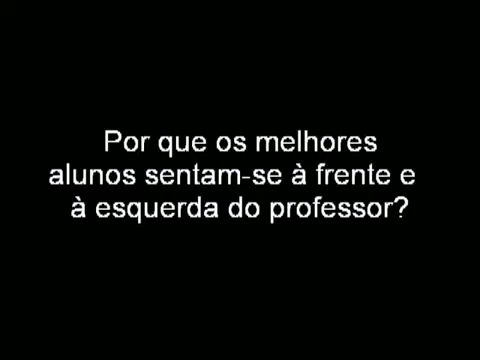 Por que os melhores
alunos sentam-se à frente e
à esquerda do professor?